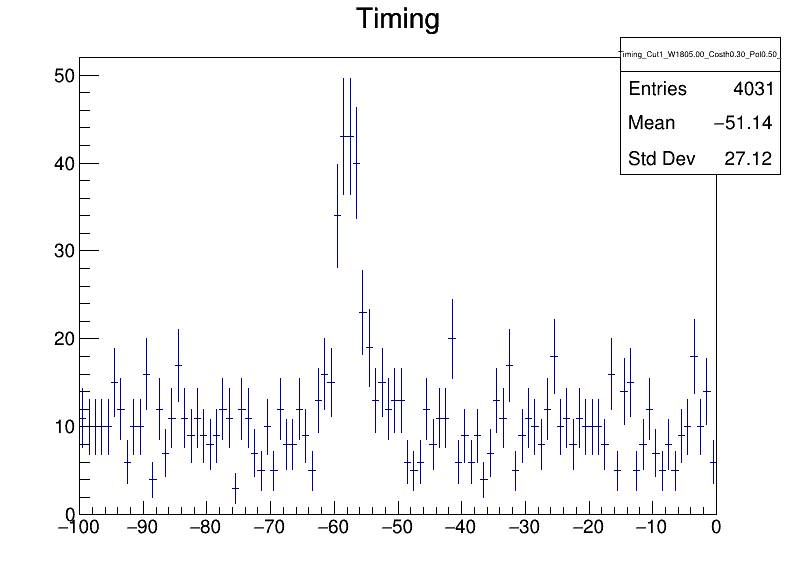 Timing
Timing_Cut1_W1805.00_Costh0.30_Pol0.50_
Entries 4031
Mean −51.14
Std Dev 27.12
50
40
30
20
10
0
−100 −90 −80 −70 −60 −50 −40 −30 −20 −10 0